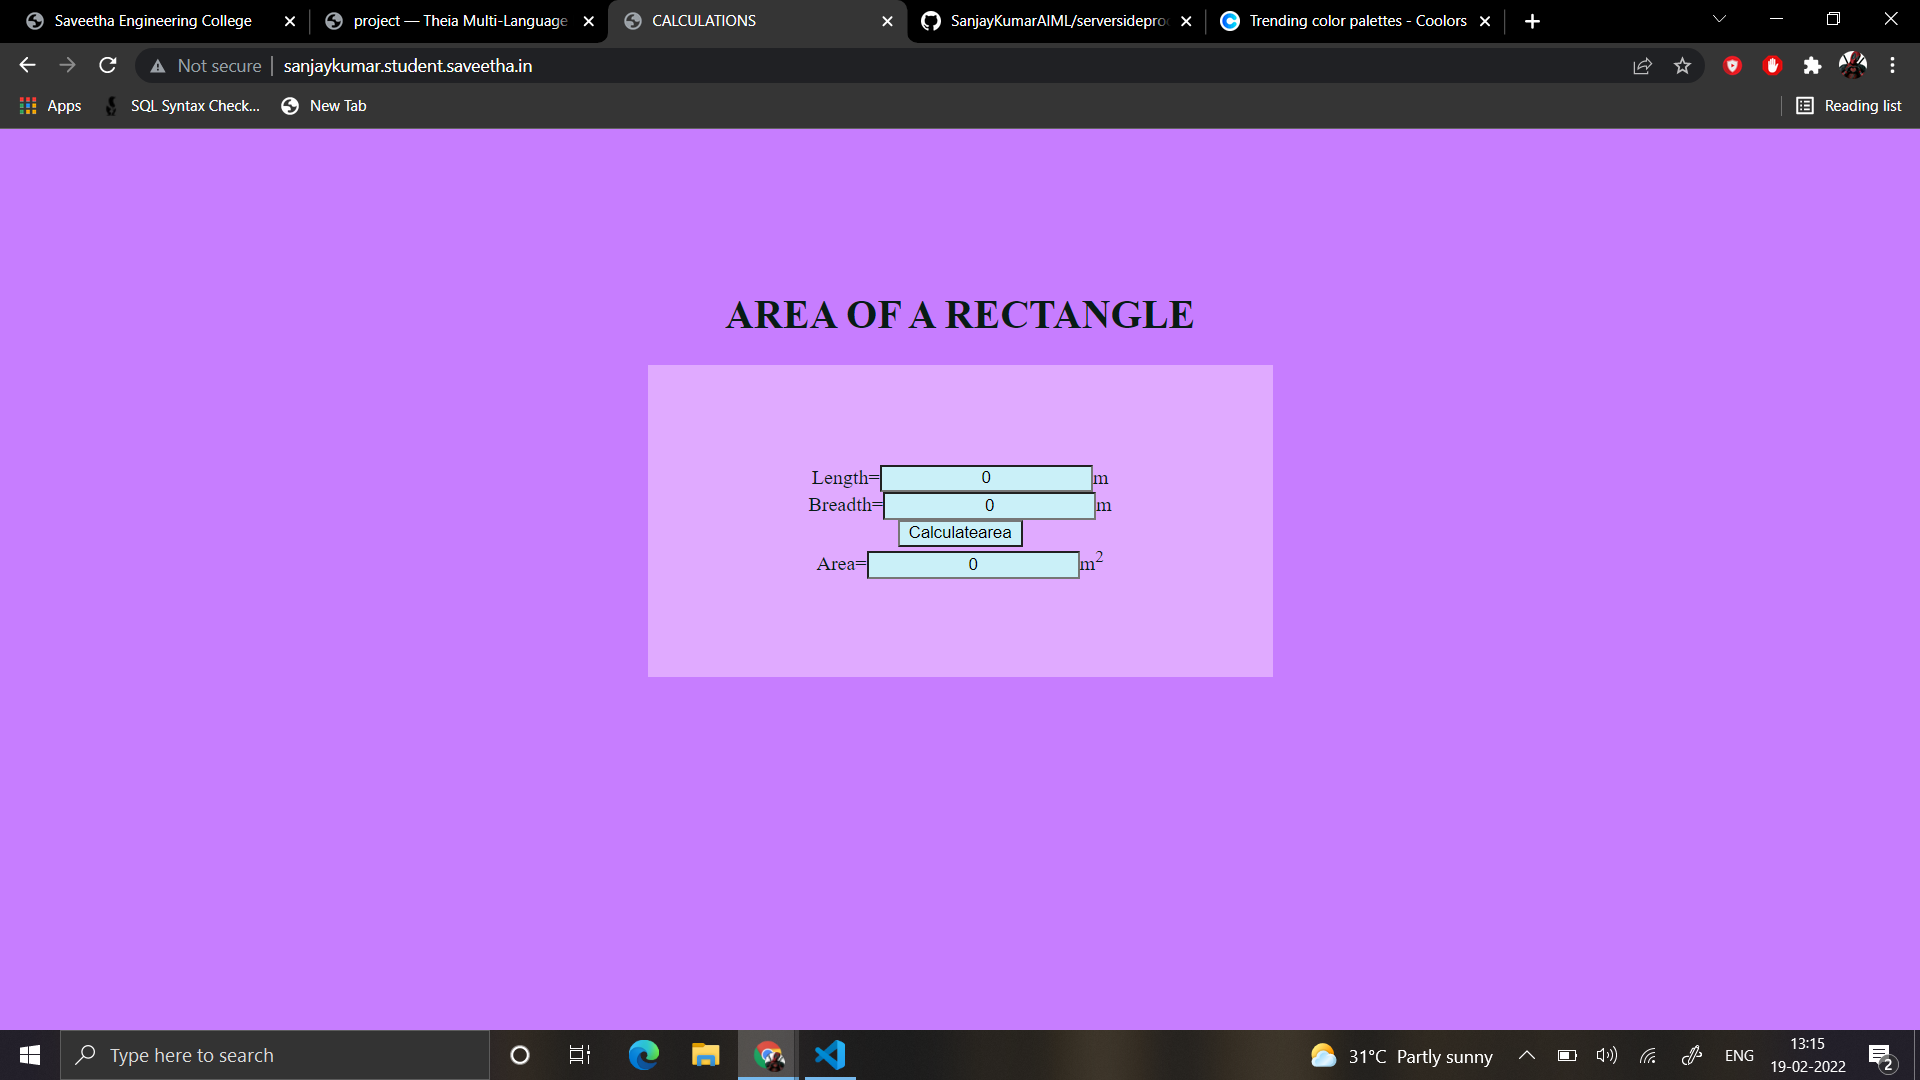 Saveetha Engineering College
project — Theia Multi-Language
CALCULATIONS
SanjayKumarAIML/serversideproc
Trending color palettes - Coolors
Not secure
sanjaykumar.student.saveetha.in
Apps
SQL Syntax Check...
New Tab
Reading list
AREA OF A RECTANGLE
Length= 0 m
Breadth= 0 m
Calculatearea
Area= 0 m²
Type here to search
31°C Partly sunny
ENG
13:15
19-02-2022
2